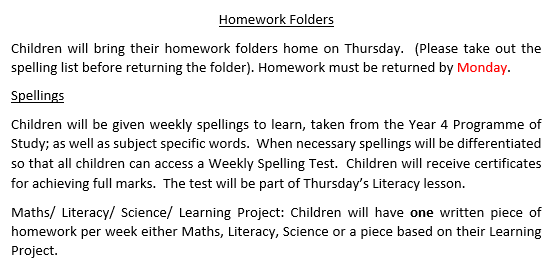 Homework Folders
Children will bring their homework folders home on Thursday.  (Please take out the
spelling list before returning the folder). Homework must be returned by Monday.
Spellings
Children will be given weekly spellings to learn, taken from the Year 4 Programme of
Study; as well as subject specific words.  When necessary spellings will be differentiated
so that all children can access a Weekly Spelling Test.  Children will receive certificates
for achieving full marks.  The test will be part of Thursday’s Literacy lesson.
Maths/ Literacy/ Science/ Learning Project: Children will have one written piece of
homework per week either Maths, Literacy, Science or a piece based on their Learning
Project.